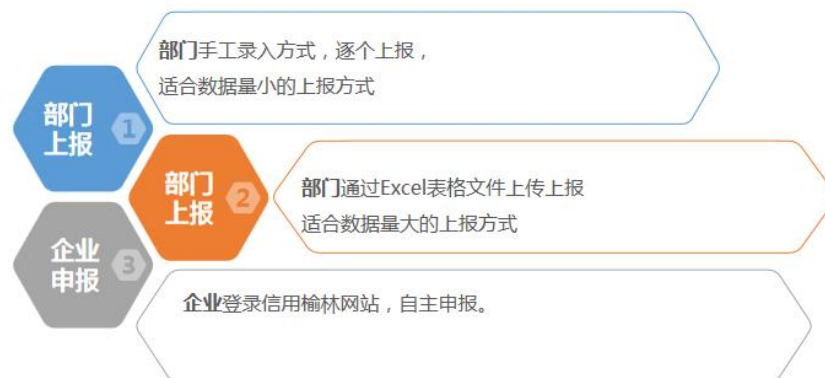 部门手工录入方式，逐个上报，
适合数据量小的上报方式
部门
上报
1
部门
上报
2
部门通过Excel表格文件上传上报
适合数据量大的上报方式
企业
申报
3
企业登录信用榆林网站，自主申报。